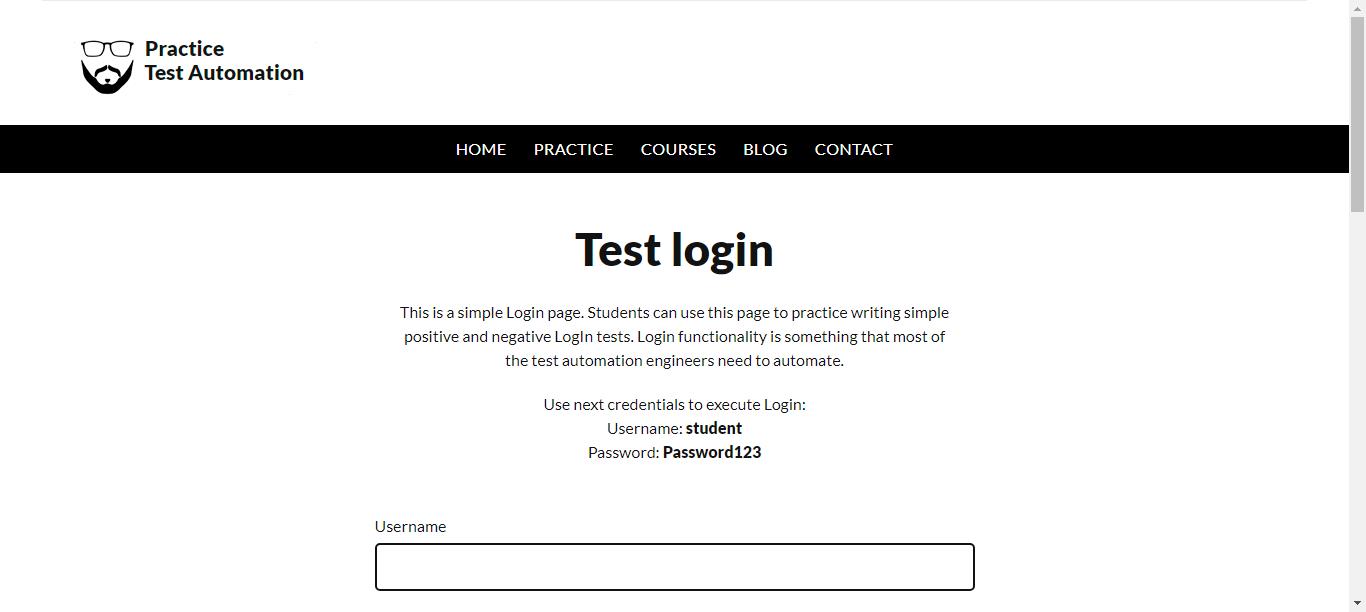 Practice
Test Automation
HOME PRACTICE COURSES BLOG CONTACT
Test login
This is a simple Login page. Students can use this page to practice writing simple
positive and negative LogIn tests. Login functionality is something that most of
the test automation engineers need to automate.
Use next credentials to execute Login:
Username: student
Password: Password123
Username